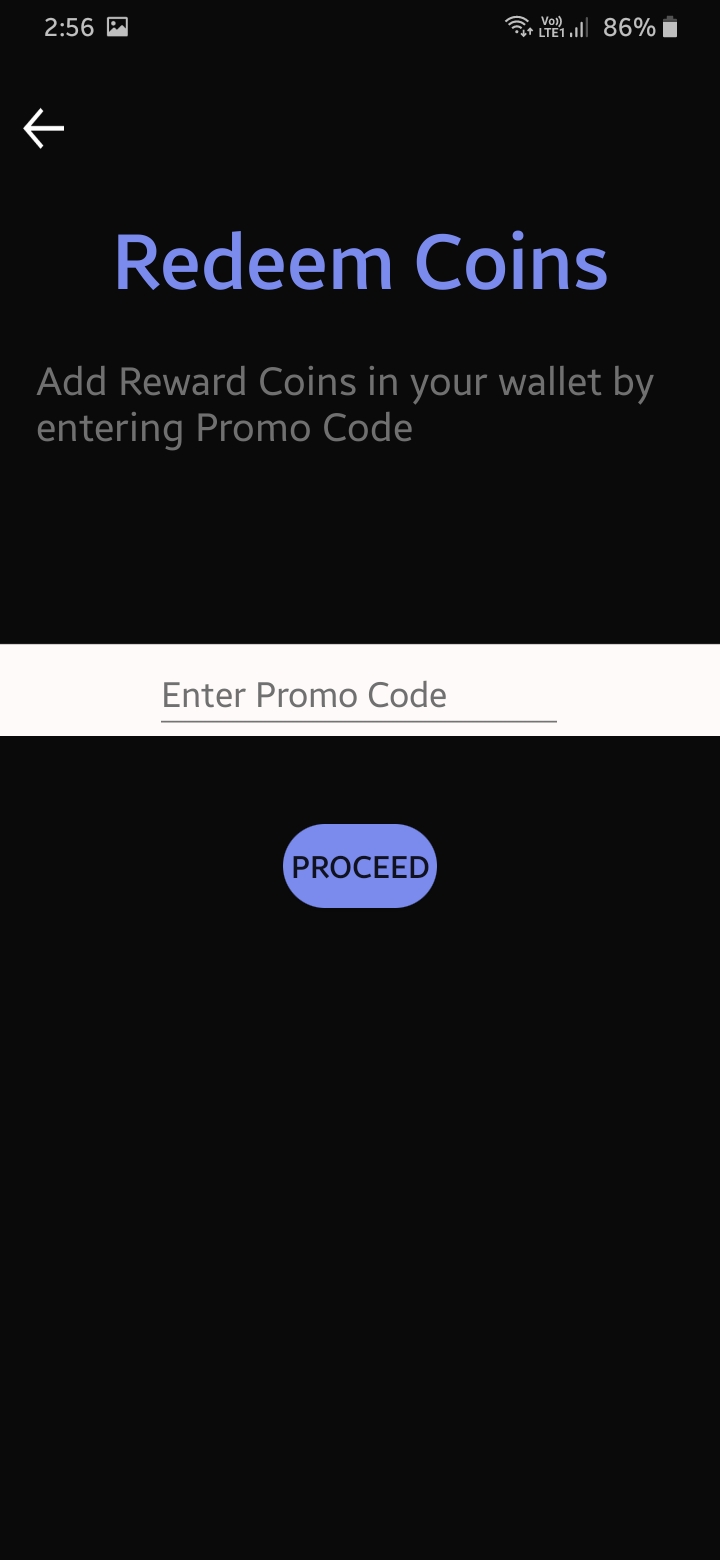 2:56 Vo)) LTE1 86%
Redeem Coins
Add Reward Coins in your wallet by
entering Promo Code
Enter Promo Code
PROCEED